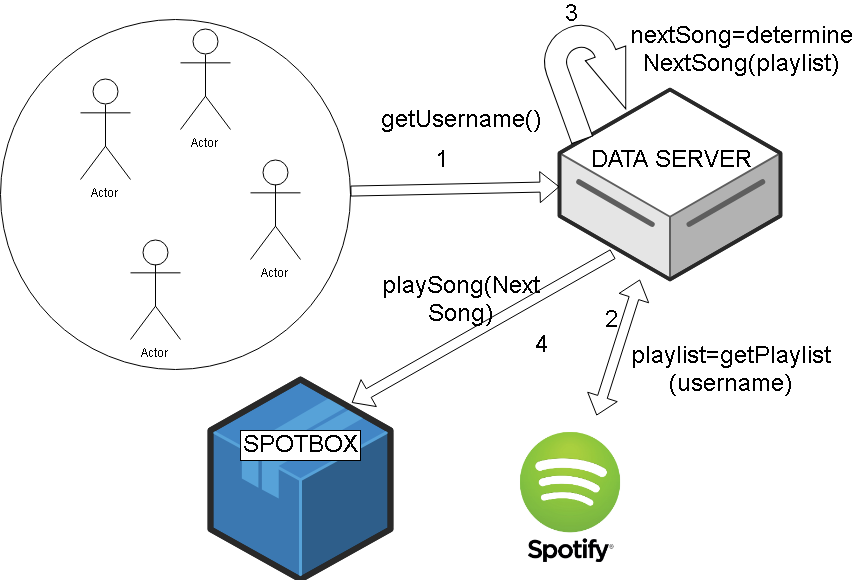 3
nextSong=determine
NextSong(playlist)
Actor
getUsername()
1
DATA SERVER
Actor
Actor
playSong(Next
Song)
4
2
Actor
playlist=getPlaylist
(username)
SPOTBOX
Spotify®